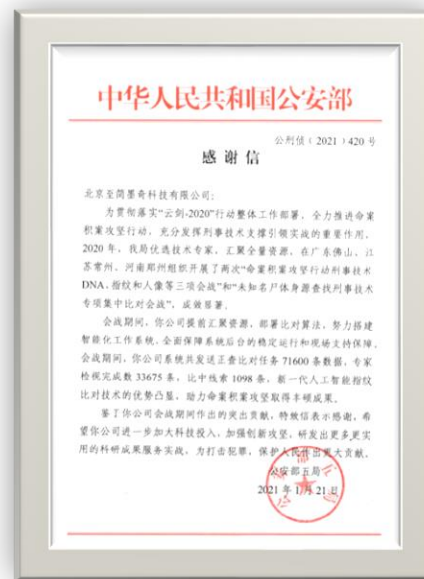 中华人民共和国公安部
公刑侦（2021）420号
感谢信
北京至简墨奇科技有限公司:
为贯彻落实“云剑-2020”行动整体工作部署、全力推进命案
积案攻坚行动，充分发挥刑事技术支撑引领实战的重要作用，
2020年，我局优选技术专家，汇聚全量资源，在广东佛山、江
苏常州、河南郑州组织开展了两次“命案积案攻坚行动刑事技术
DNA、指纹和人像等三项会战”和“未知名尸体身源查找刑事技术
专项集中比对会战”，成效显著。
会战期间，你公司提前汇聚资源，部署比对算法，努力搭建
智能化工作系统，全面保障系统后台的稳定运行和现场支持保障。
会战期间，你公司系统共发送正查比对任务71600条数据，专家
检视完成数33675条，比中线索1098条，新一代人工智能指纹
比对技术的优势凸显，助力命案积案攻坚取得丰硕成果。
鉴于你公司会战期间作出的突出贡献，特致信表示感谢，希
望你公司进一步加大科技投入，加强创新攻坚，研发出更多更实
用的科研成果服务实战，为打击犯罪，保护人民作出更大贡献。
公安部五局
2021年1月21日